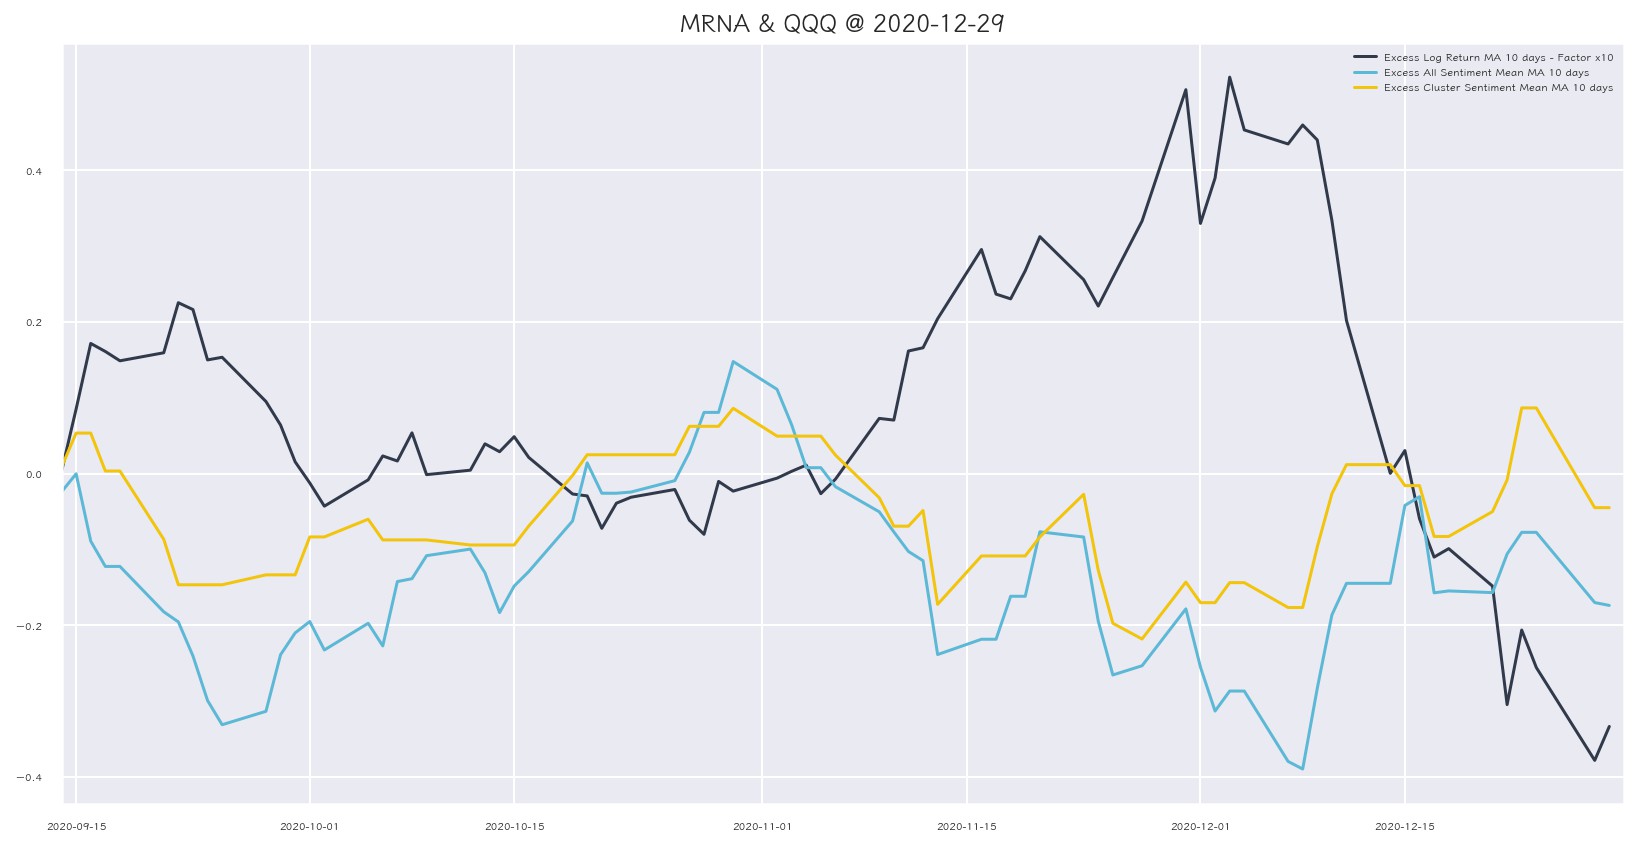 MRNA & QQQ @ 2020-12-29
Excess Log Return MA 10 days - Factor x10
Excess All Sentiment Mean MA 10 days
Excess Cluster Sentiment Mean MA 10 days
0.4
0.2
0.0
−0.2
−0.4
2020-09-15 2020-10-01 2020-10-15 2020-11-01 2020-11-15 2020-12-01 2020-12-15